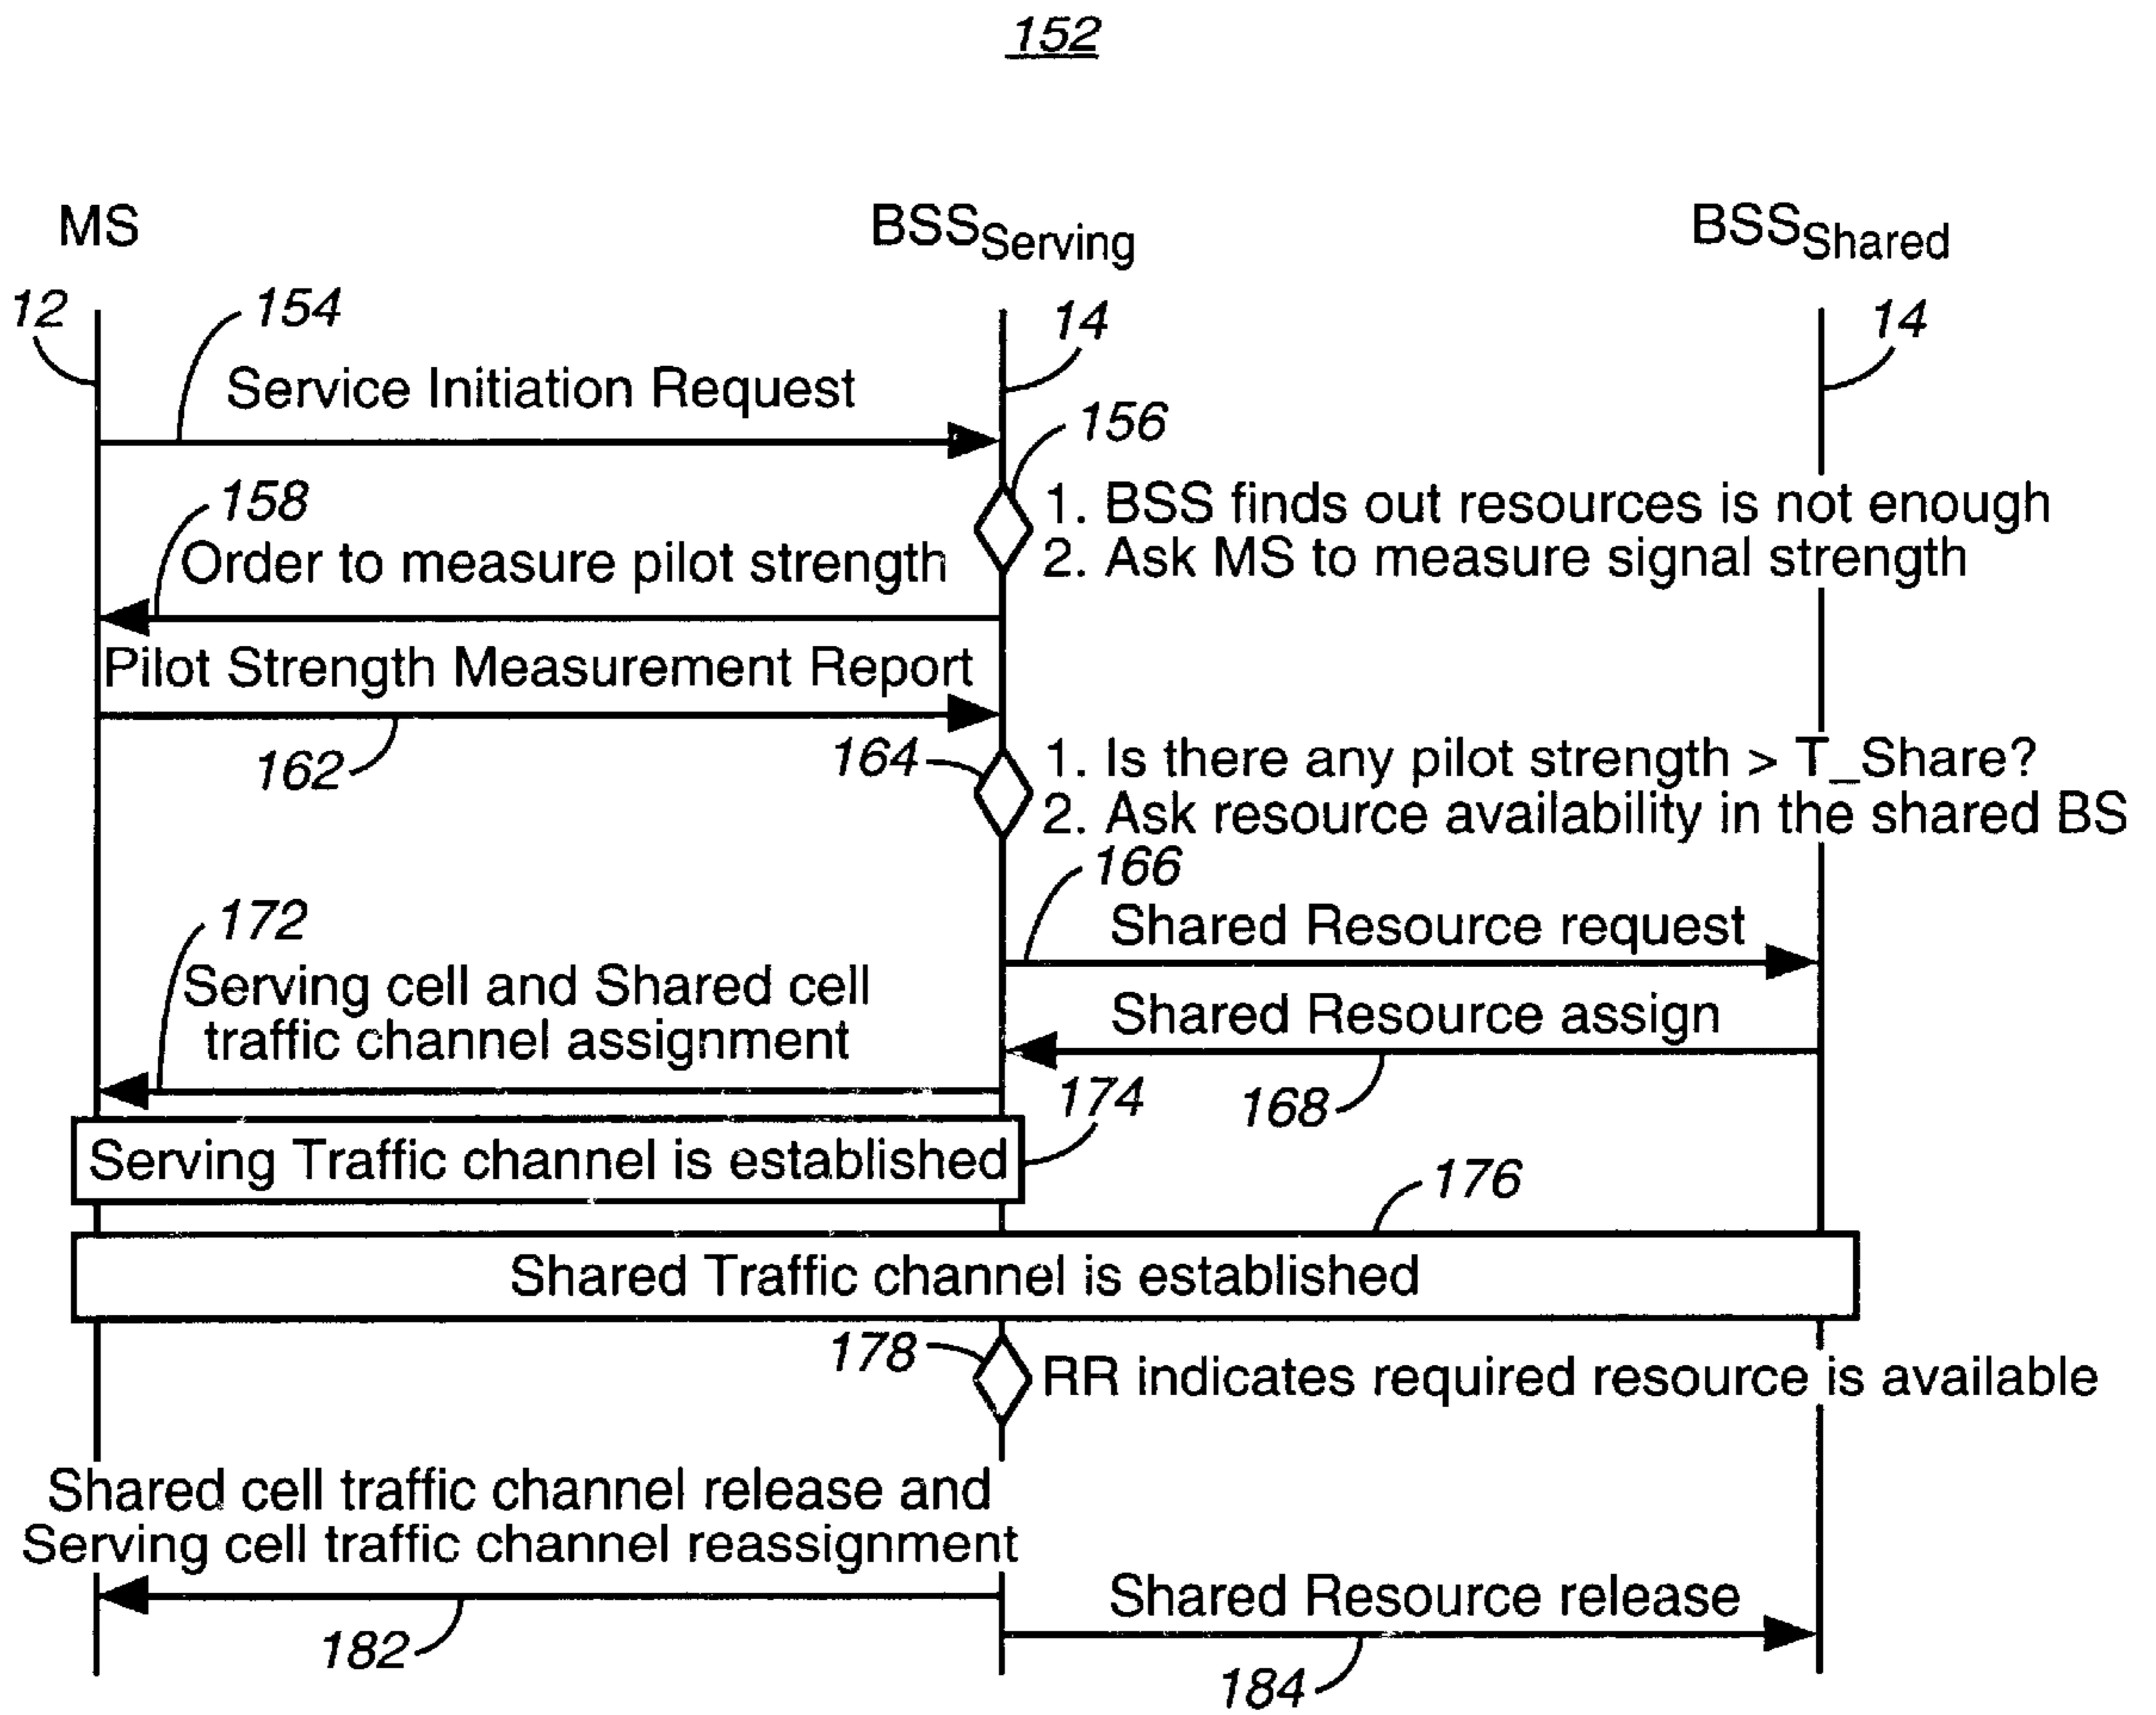 152
MS
BSSServing
BSSShared
12
154
14
14
Service Initiation Request
156
158
1. BSS finds out resources is not enough
Order to measure pilot strength
2. Ask MS to measure signal strength
Pilot Strength Measurement Report
162
164
1. Is there any pilot strength > T_Share?
2. Ask resource availability in the shared BS
166
172
Shared Resource request
Serving cell and Shared cell
traffic channel assignment
Shared Resource assign
174
168
Serving Traffic channel is established
176
Shared Traffic channel is established
178
RR indicates required resource is available
Shared cell traffic channel release and
Serving cell traffic channel reassignment
Shared Resource release
182
184